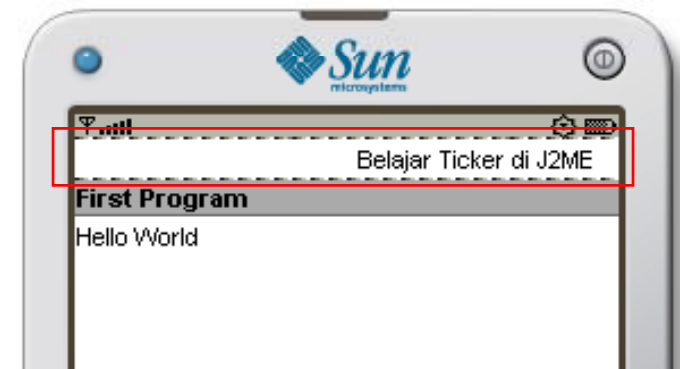 Sun
microsystems
Belajar Ticker di J2ME
First Program
Hello World